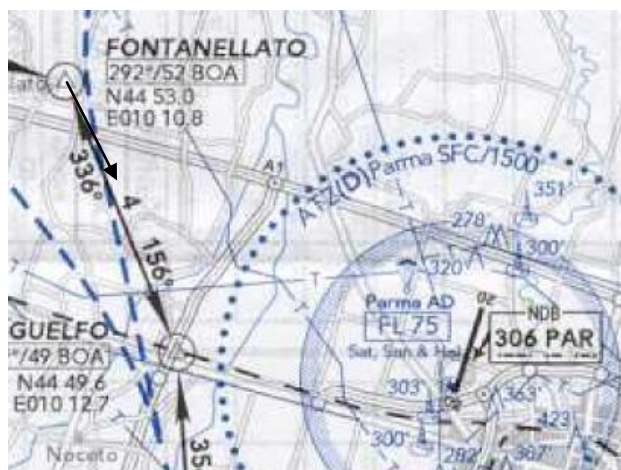 FONTANELLATO
292°/52 BOA
N44 53.0
E010 10.8
336°
4
156°
A1
ATZ(D)Parma SFC/1500'
351'
278'
300'
320'
T
Parma AD
FL 75
Sat, Sun & Hol
20
NDB
306 PAR
GUELFO
°/49 BOA
N44 49.6
E010 12.7
303'
363'
300'
423'
282'
367'
Noceto
35